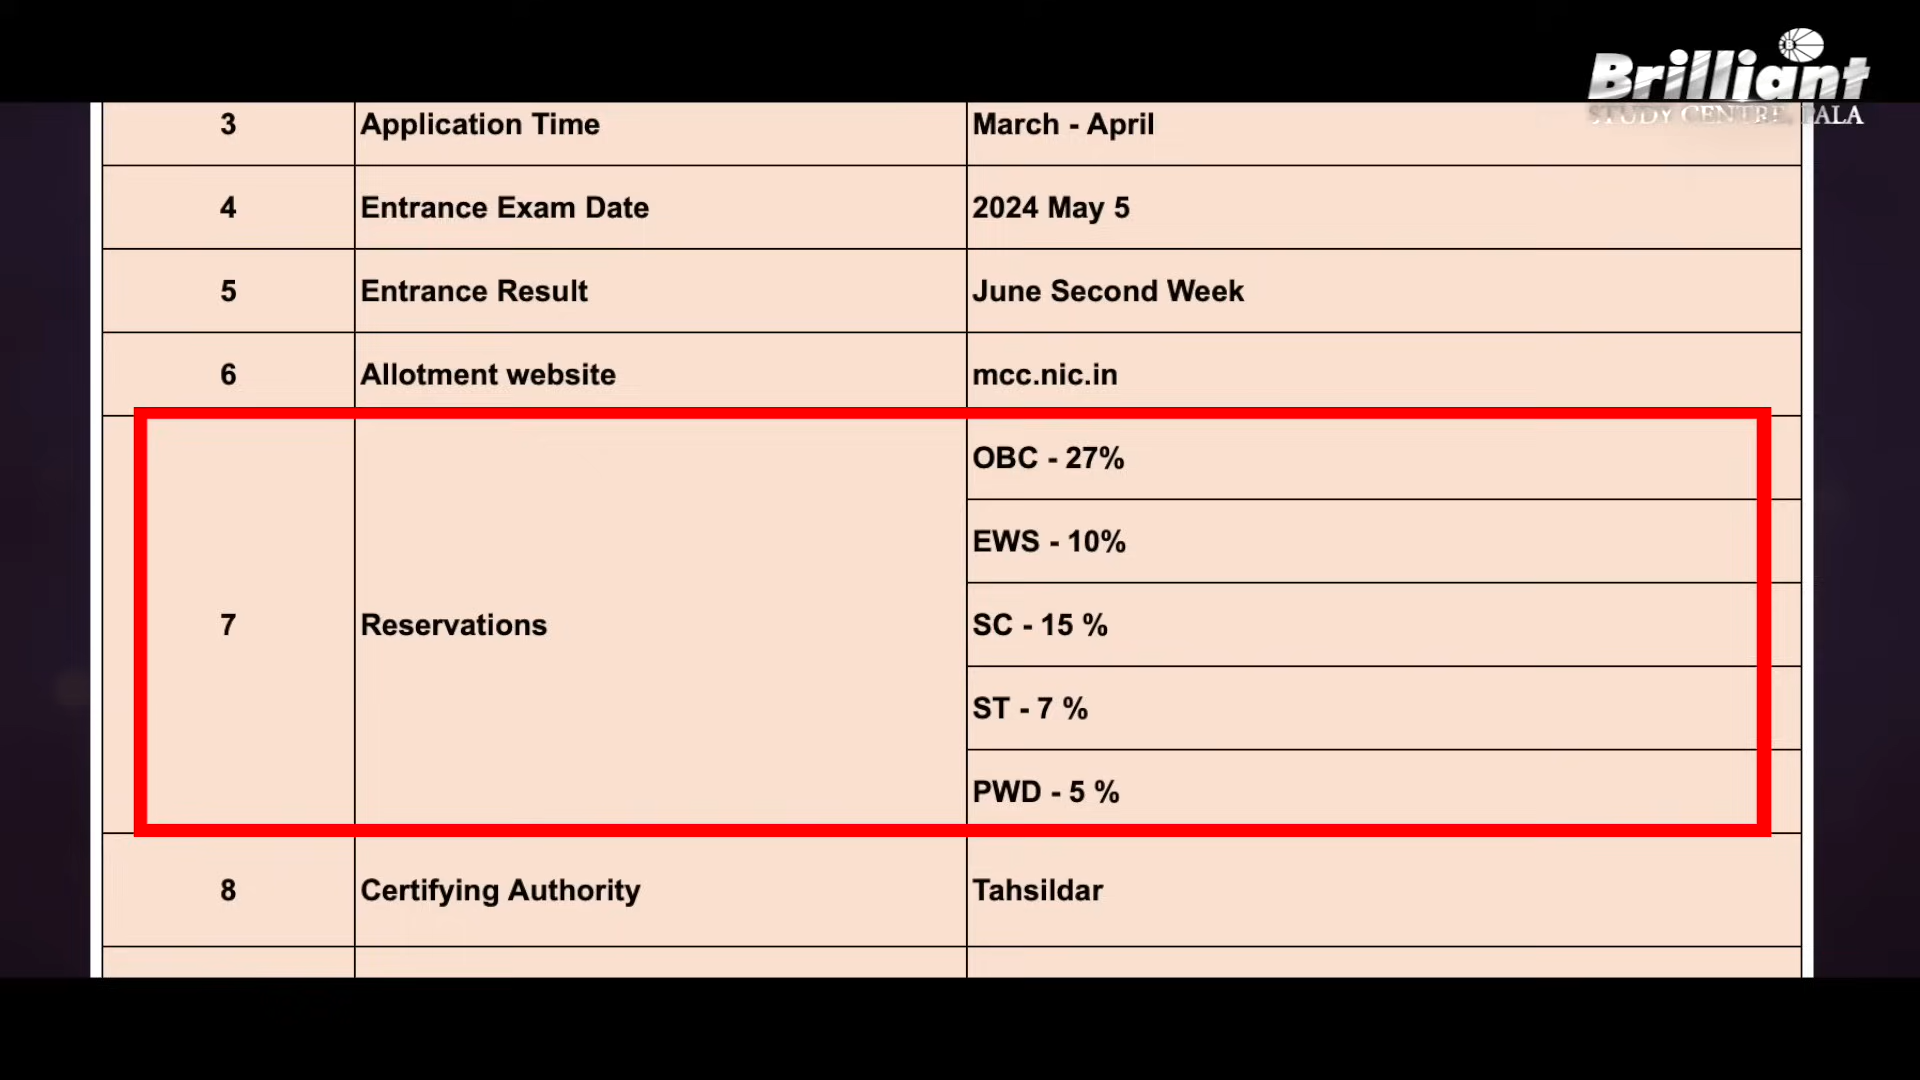 Brilliant
STUDY CENTRE, PALA
3 Application Time March - April
4 Entrance Exam Date 2024 May 5
5 Entrance Result June Second Week
6 Allotment website mcc.nic.in
OBC - 27%
EWS - 10%
7 Reservations SC - 15 %
ST - 7 %
PWD - 5 %
8 Certifying Authority Tahsildar